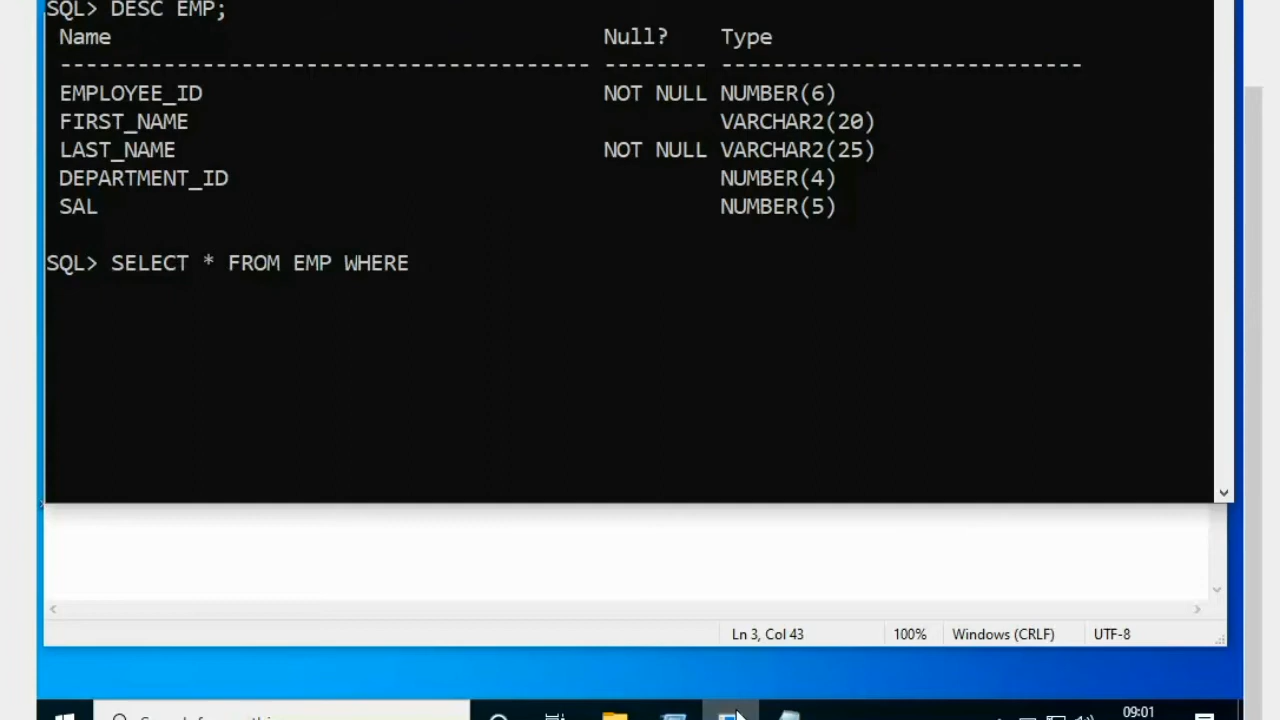 SQL> DESC EMP;
Name Null? Type
----------------------------------------- -------- ----------------------------
EMPLOYEE_ID NOT NULL NUMBER(6)
FIRST_NAME VARCHAR2(20)
LAST_NAME NOT NULL VARCHAR2(25)
DEPARTMENT_ID NUMBER(4)
SAL NUMBER(5)
SQL> SELECT * FROM EMP WHERE
Ln 3, Col 43 100% Windows (CRLF) UTF-8
09:01